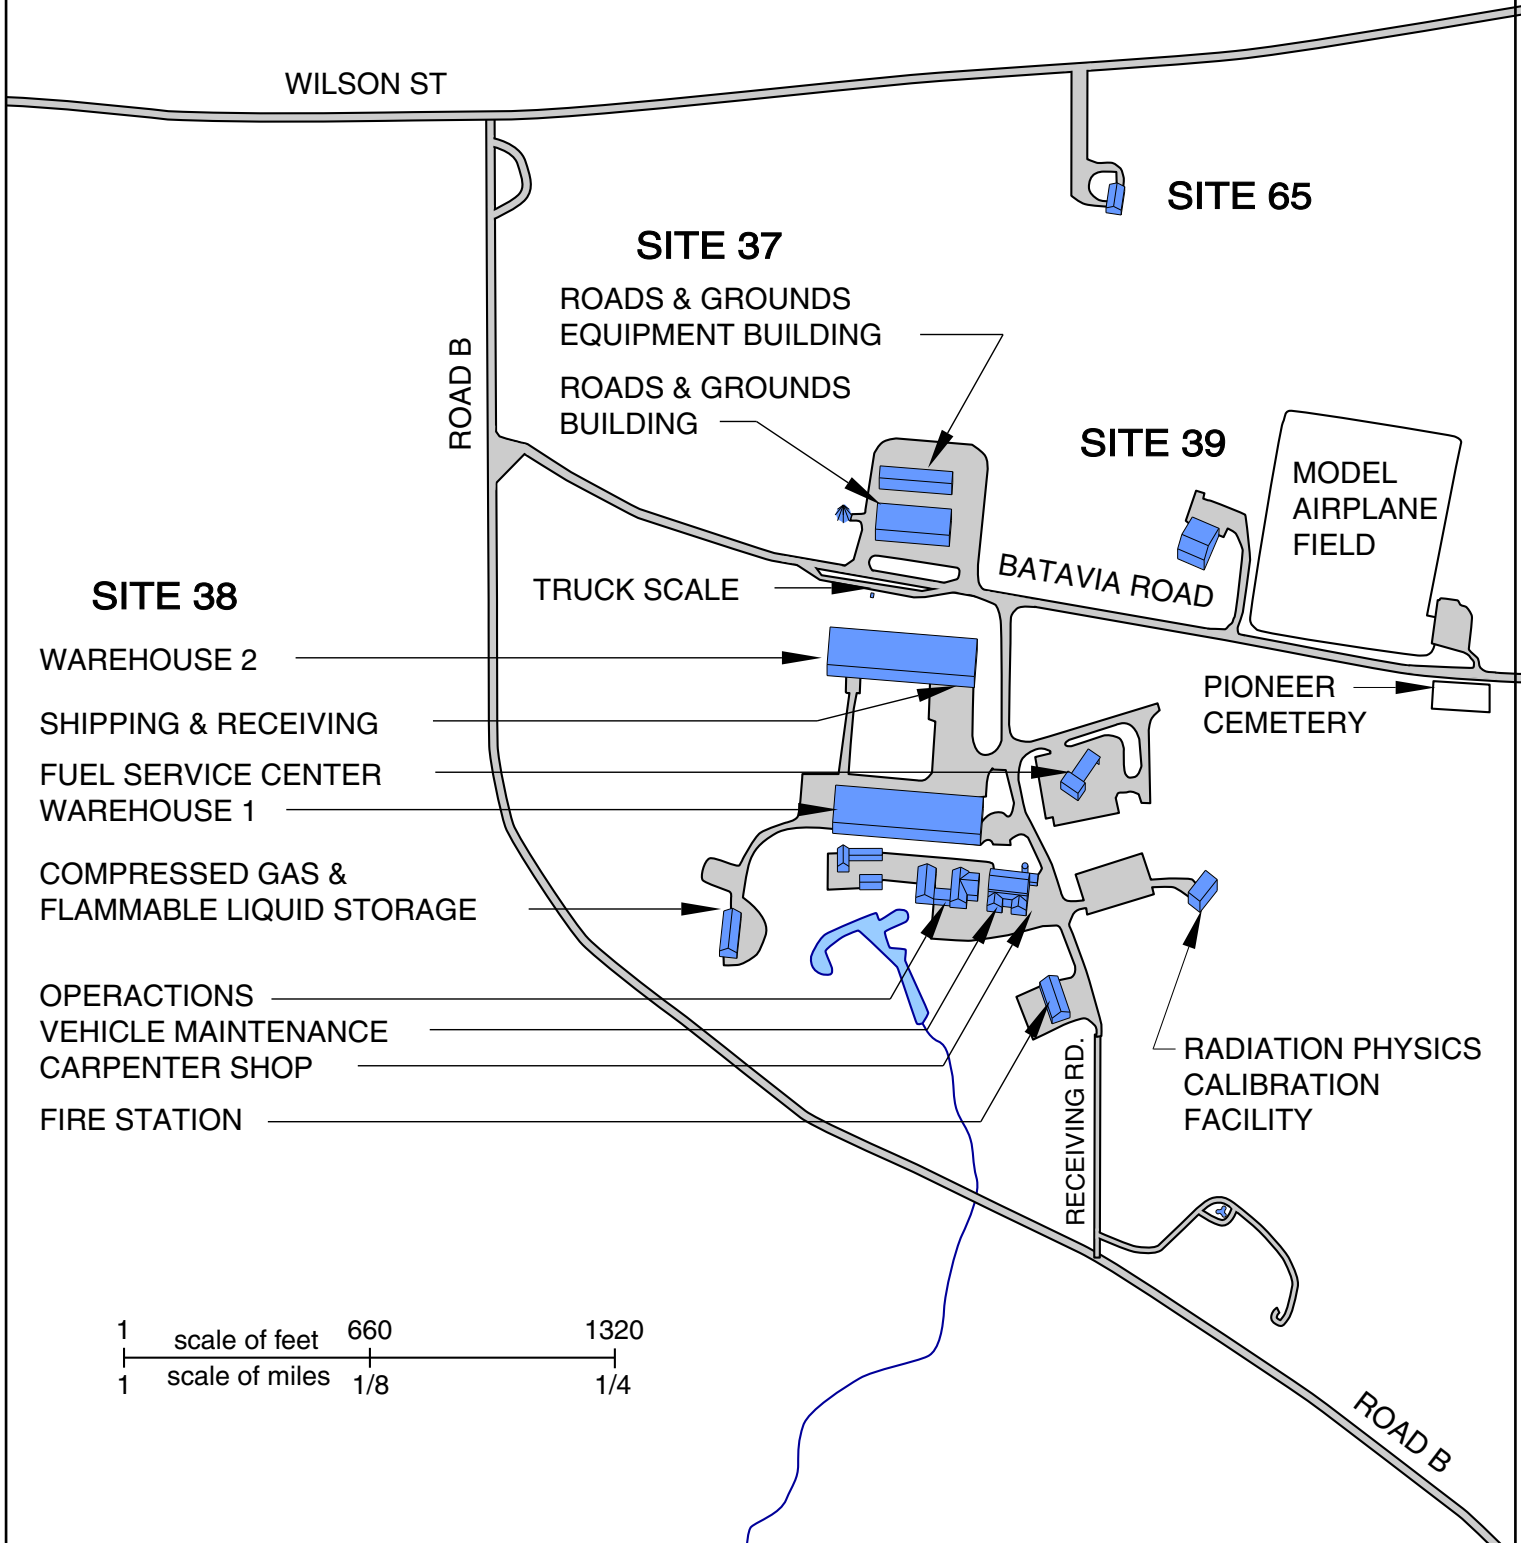 WILSON ST
SITE 65
SITE 37
ROADS & GROUNDS
EQUIPMENT BUILDING
ROAD B
ROADS & GROUNDS
BUILDING
SITE 39
MODEL
AIRPLANE
FIELD
BATAVIA ROAD
TRUCK SCALE
SITE 38
WAREHOUSE 2
PIONEER
CEMETERY
SHIPPING & RECEIVING
FUEL SERVICE CENTER
WAREHOUSE 1
COMPRESSED GAS &
FLAMMABLE LIQUID STORAGE
OPERACTIONS
VEHICLE MAINTENANCE
CARPENTER SHOP
FIRE STATION
RADIATION PHYSICS
CALIBRATION
FACILITY
RECEIVING RD.
1 scale of feet 660 1320
1 scale of miles 1/8 1/4
ROAD B